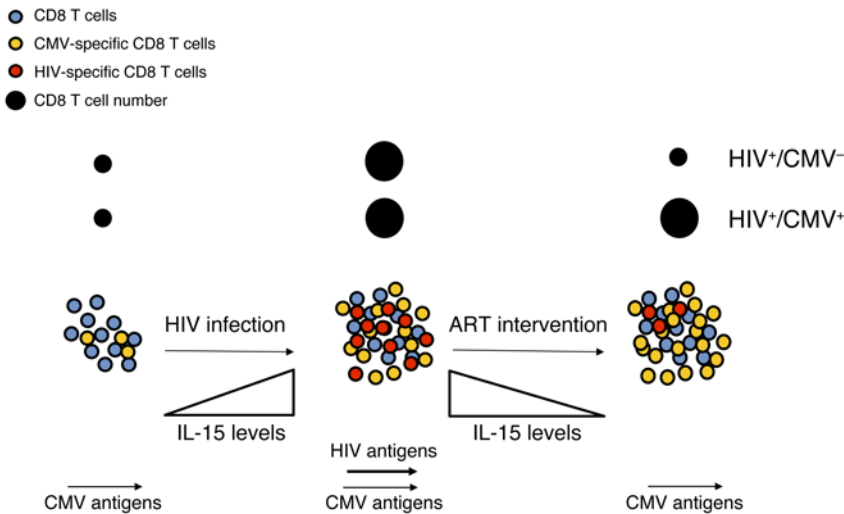 CD8 T cells
CMV-specific CD8 T cells
HIV-specific CD8 T cells
CD8 T cell number
HIV⁺/CMV⁻
HIV⁺/CMV⁺
HIV infection
ART intervention
IL-15 levels
IL-15 levels
HIV antigens
CMV antigens
CMV antigens
CMV antigens